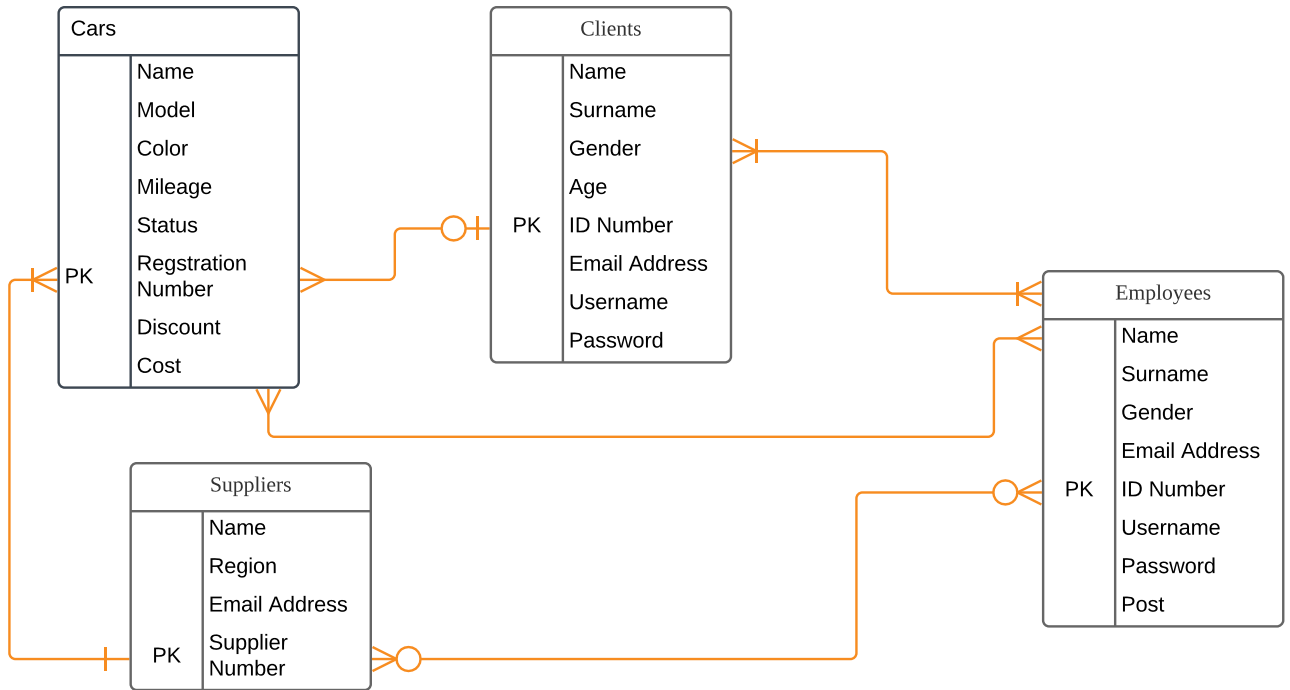 Cars
Name
Model
Color
Mileage
Status
PK
Regstration
Number
Discount
Cost
Clients
Name
Surname
Gender
Age
PK ID Number
Email Address
Username
Password
Employees
Name
Surname
Gender
Email Address
PK ID Number
Username
Password
Post
Suppliers
Name
Region
Email Address
PK
Supplier
Number